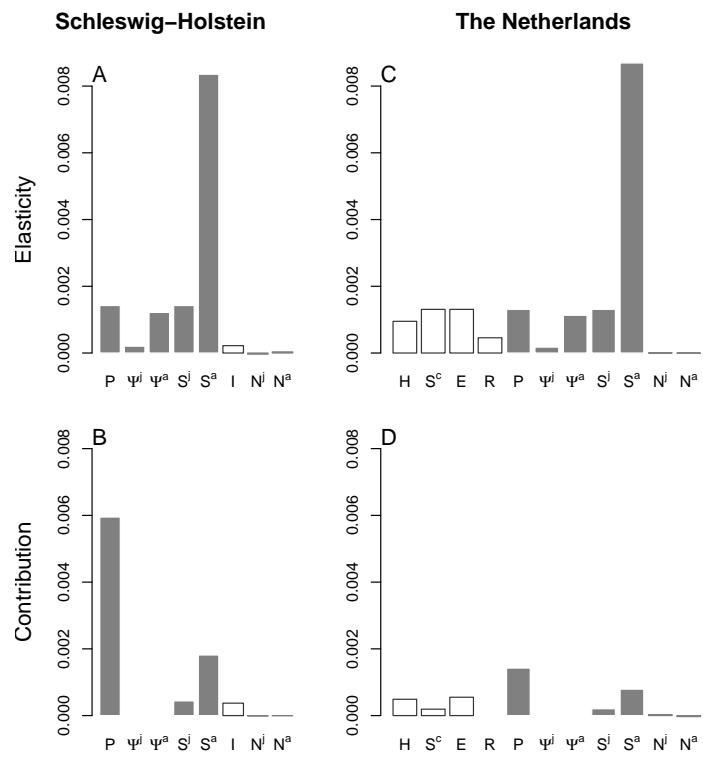 Schleswig–Holstein
The Netherlands
A
Elasticity
0.000 0.002 0.004 0.006 0.008
P Ψʲ Ψᵃ Sʲ Sᵃ I Nʲ Nᵃ
C
0.000 0.002 0.004 0.006 0.008
H Sᶜ E R P Ψʲ Ψᵃ Sʲ Sᵃ Nʲ Nᵃ
B
Contribution
0.000 0.002 0.004 0.006 0.008
P Ψʲ Ψᵃ Sʲ Sᵃ I Nʲ Nᵃ
D
0.000 0.002 0.004 0.006 0.008
H Sᶜ E R P Ψʲ Ψᵃ Sʲ Sᵃ Nʲ Nᵃ